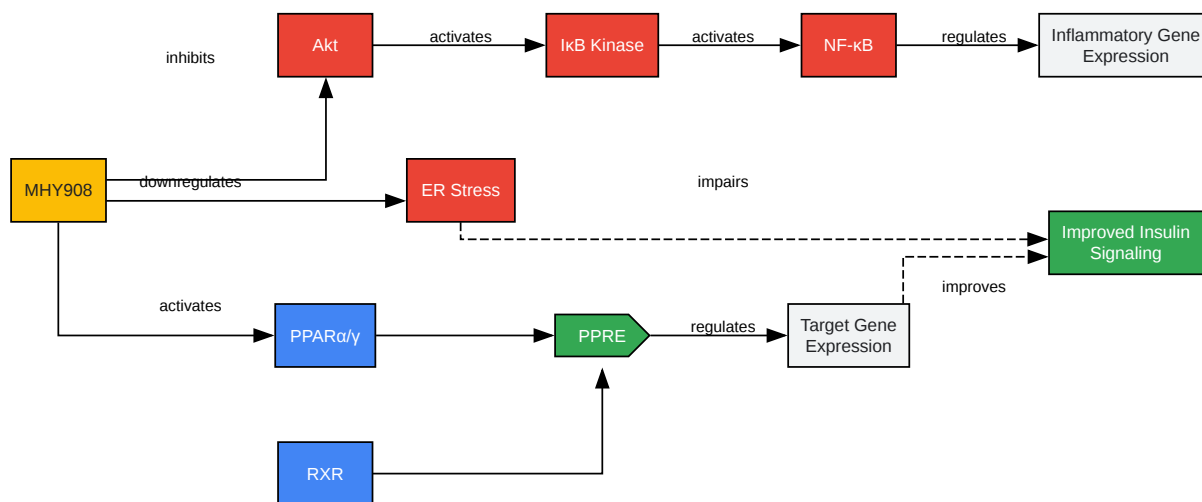 Akt
activates
IκB Kinase
activates
NF-κB
regulates
Inflammatory Gene
Expression
inhibits
MHY908
downregulates
ER Stress
impairs
Improved Insulin
Signaling
improves
activates
PPARα/γ
PPRE
regulates
Target Gene
Expression
RXR